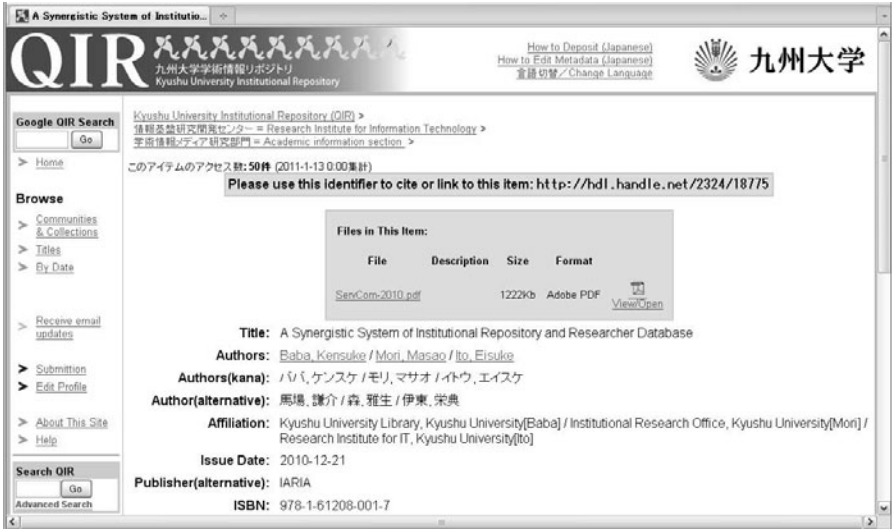 A Synergistic System of Institutio...
QIR
九州大学学術情報リポジトリ
Kyushu University Institutional Repository
How to Deposit (Japanese)
How to Edit Metadata (Japanese)
言語切替／Change Language
九州大学
Google QIR Search
Go
Home
Browse
Communities
& Collections
Titles
By Date
Receive email
updates
Submittion
Edit Profile
About This Site
Help
Search QIR
Go
Advanced Search
Kyushu University Institutional Repository (QIR) >
情報基盤研究開発センター = Research Institute for Information Technology >
学術情報メディア研究部門 = Academic information section >
このアイテムのアクセス数:50件 (2011-1-13 0:00集計)
Please use this identifier to cite or link to this item: http://hdl.handle.net/2324/18775
Files in This Item:
File Description Size Format
SerCom-2010.pdf 1222Kb Adobe PDF View/Open
Title: A Synergistic System of Institutional Repository and Researcher Database
Authors: Baba, Kensuke / Mori, Masao / Ito, Eisuke
Authors(kana): ババ, ケンスケ / モリ, マサオ / イトウ, エイスケ
Author(alternative): 馬場, 謙介 / 森, 雅生 / 伊東, 栄典
Affiliation: Kyushu University Library, Kyushu University[Baba] / Institutional Research Office, Kyushu University[Mori] /
Research Institute for IT, Kyushu University[Ito]
Issue Date: 2010-12-21
Publisher(alternative): IARIA
ISBN: 978-1-61208-001-7